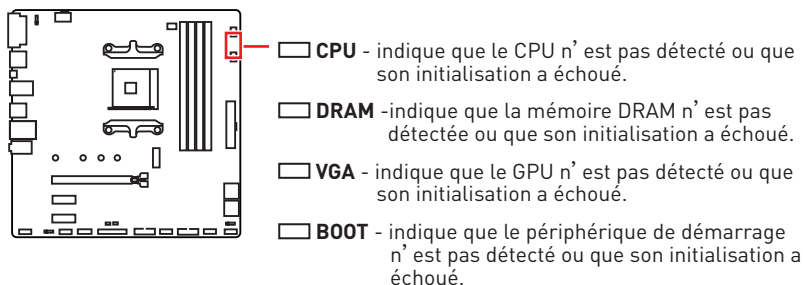 CPU - indique que le CPU n’ est pas détecté ou que
son initialisation a échoué.
DRAM -indique que la mémoire DRAM n’ est pas
détectée ou que son initialisation a échoué.
VGA - indique que le GPU n’ est pas détecté ou que
son initialisation a échoué.
BOOT - indique que le périphérique de démarrage
n’ est pas détecté ou que son initialisation a
échoué.